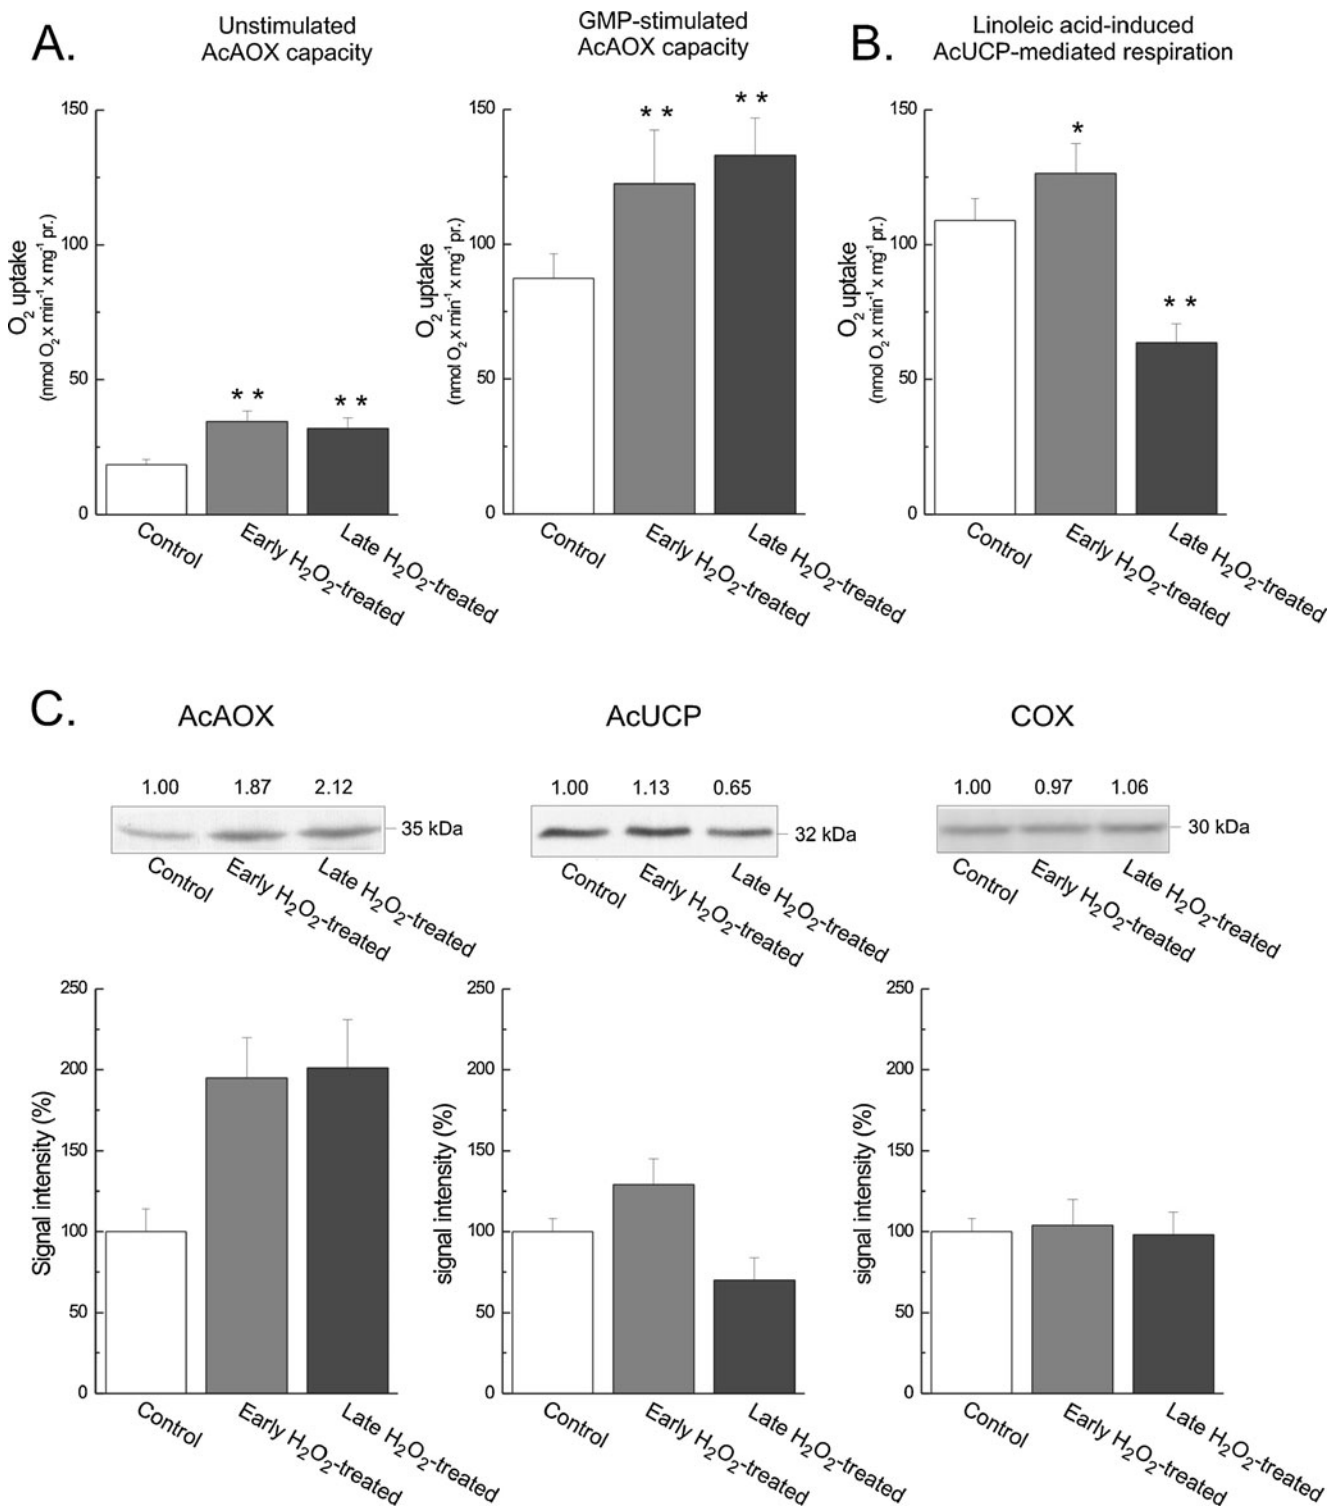 A.
Unstimulated
AcAOX capacity
GMP-stimulated
AcAOX capacity
B.
Linoleic acid-induced
AcUCP-mediated respiration
150
100
50
0
O2 uptake
(nmol O2 x min-1 x mg-1 pr.)
* *
* *
Control
Early H2O2-treated
Late H2O2-treated
150
100
50
0
O2 uptake
(nmol O2 x min-1 x mg-1 pr.)
* *
* *
Control
Early H2O2-treated
Late H2O2-treated
150
100
50
0
O2 uptake
(nmol O2 x min-1 x mg-1 pr.)
*
* *
Control
Early H2O2-treated
Late H2O2-treated
C.
AcAOX
1.00 1.87 2.12
35 kDa
Control
Early H2O2-treated
Late H2O2-treated
AcUCP
1.00 1.13 0.65
32 kDa
Control
Early H2O2-treated
Late H2O2-treated
COX
1.00 0.97 1.06
30 kDa
Control
Early H2O2-treated
Late H2O2-treated
250
200
150
100
50
0
Signal intensity (%)
Control
Early H2O2-treated
Late H2O2-treated
250
200
150
100
50
0
signal intensity (%)
Control
Early H2O2-treated
Late H2O2-treated
250
200
150
100
50
0
signal intensity (%)
Control
Early H2O2-treated
Late H2O2-treated